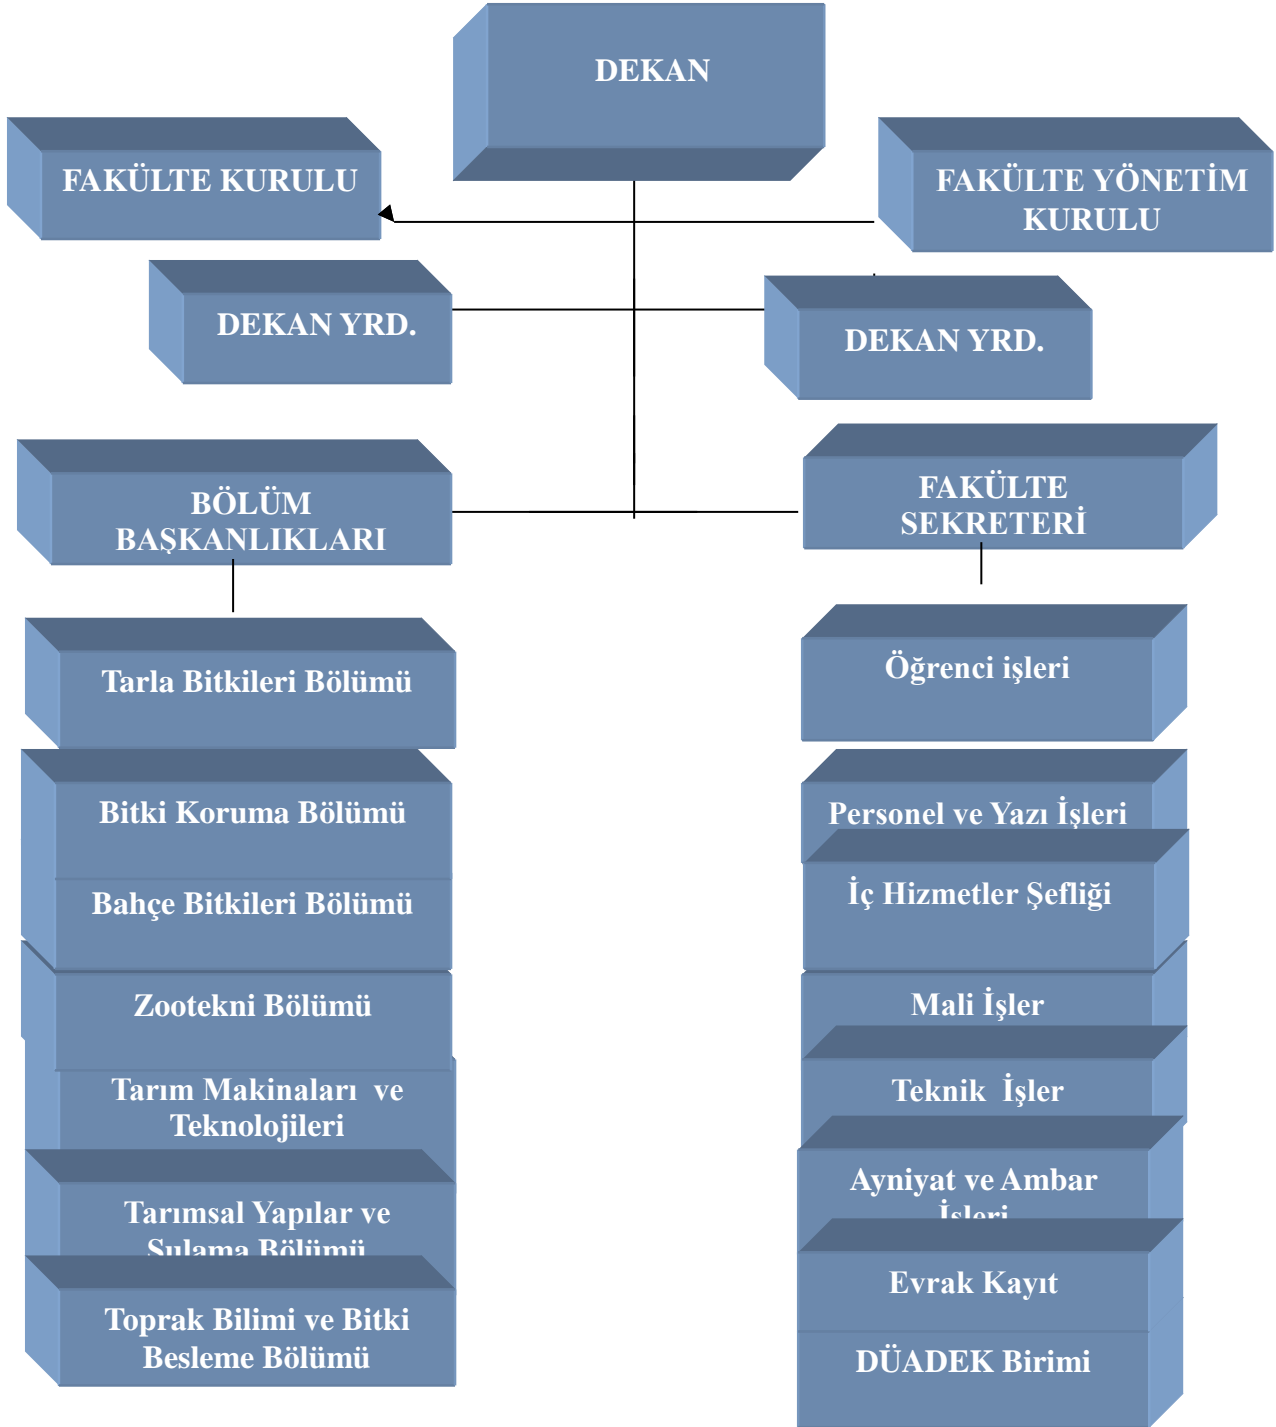 DEKAN
FAKÜLTE KURULU
FAKÜLTE YÖNETİM
KURULU
DEKAN YRD.
DEKAN YRD.
BÖLÜM
BAŞKANLIKLARI
FAKÜLTE
SEKRETERİ
Tarla Bitkileri Bölümü
Bitki Koruma Bölümü
Bahçe Bitkileri Bölümü
Zootekni Bölümü
Tarım Makinaları ve
Teknolojileri
Tarımsal Yapılar ve
Sulama Bölümü
Toprak Bilimi ve Bitki
Besleme Bölümü
Öğrenci işleri
Personel ve Yazı İşleri
İç Hizmetler Şefliği
Mali İşler
Teknik İşler
Ayniyat ve Ambar
İşleri
Evrak Kayıt
DÜADEK Birimi